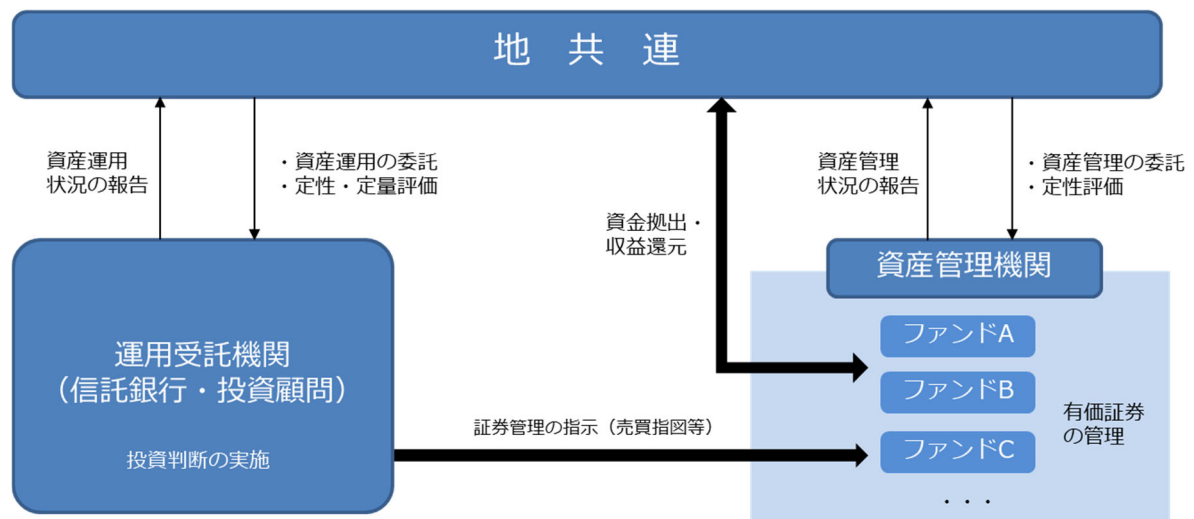 地　共　連
資産運用
状況の報告
・資産運用の委託
・定性・定量評価
資金拠出・
収益還元
資産管理
状況の報告
・資産管理の委託
・定性評価
運用受託機関
（信託銀行・投資顧問）
投資判断の実施
証券管理の指示（売買指図等）
資産管理機関
ファンドA
ファンドB
ファンドC
・・・
有価証券
の管理